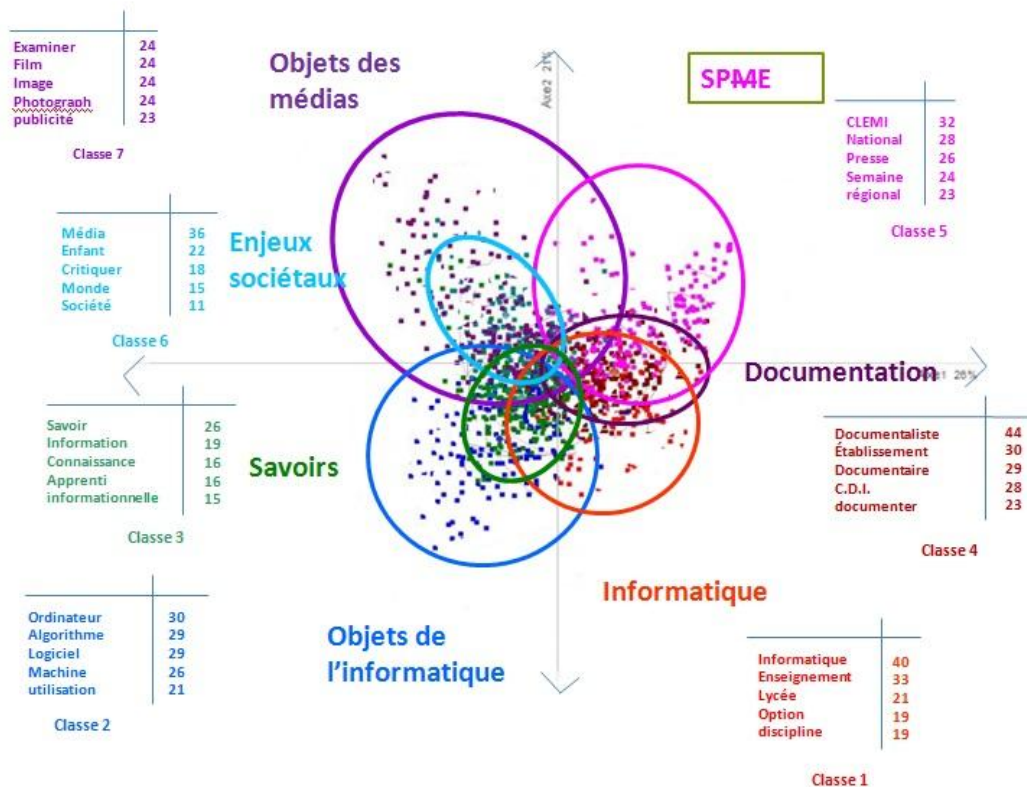 Examiner 24
Film 24
Image 24
Photograph 24
publicité 23
Classe 7
Objets des
médias
Axe2 21%
SPME
CLEMI 32
National 28
Presse 26
Semaine 24
régional 23
Classe 5
Média 36
Enfant 22
Critiquer 18
Monde 15
Société 11
Classe 6
Enjeux
sociétaux
Documentation
Axe1 26%
Savoir 26
Information 19
Connaissance 16
Apprenti 16
informationnelle 15
Classe 3
Savoirs
Documentaliste 44
Établissement 30
Documentaire 29
C.D.I. 28
documenter 23
Classe 4
Ordinateur 30
Algorithme 29
Logiciel 29
Machine 26
utilisation 21
Classe 2
Objets de
l'informatique
Informatique
Informatique 40
Enseignement 33
Lycée 21
Option 19
discipline 19
Classe 1